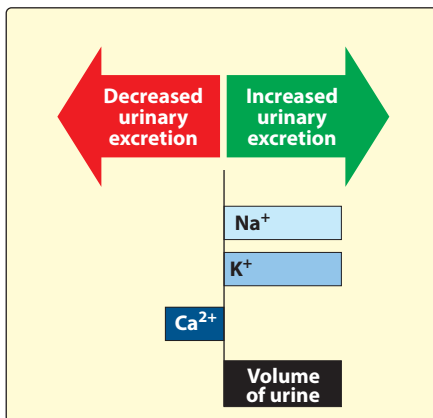 Decreased
urinary
excretion
Increased
urinary
excretion
Na⁺
K⁺
Ca²⁺
Volume
of urine